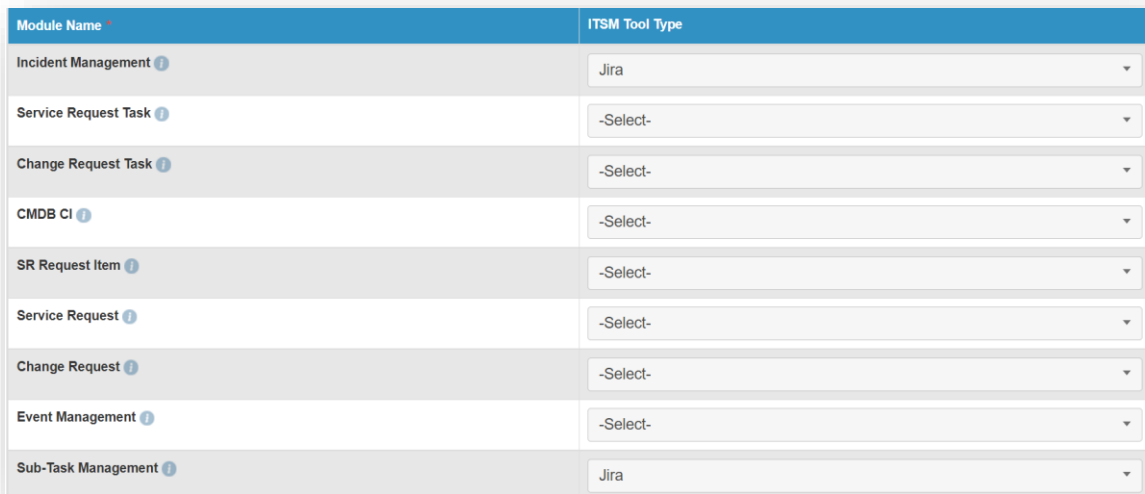 Module Name * ITSM Tool Type
Incident Management i Jira
Service Request Task i -Select-
Change Request Task i -Select-
CMDB CI i -Select-
SR Request Item i -Select-
Service Request i -Select-
Change Request i -Select-
Event Management i -Select-
Sub-Task Management i Jira